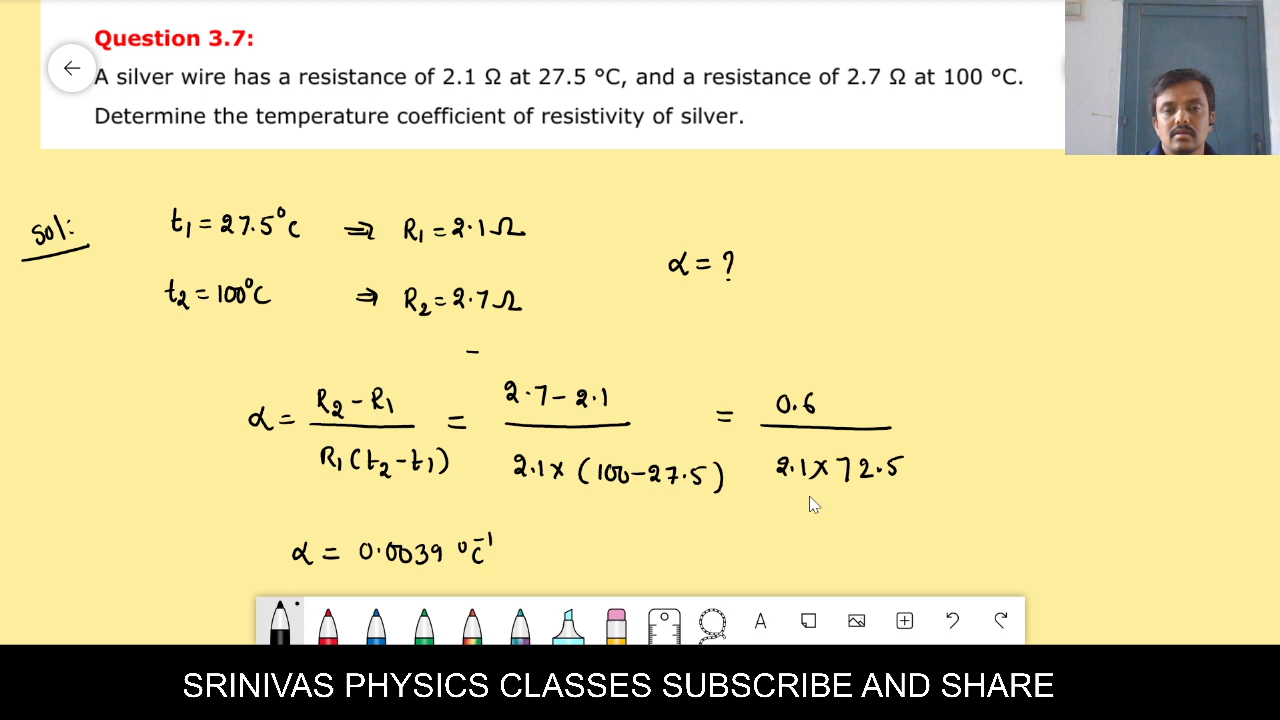 Question 3.7:
A silver wire has a resistance of 2.1 Ω at 27.5 °C, and a resistance of 2.7 Ω at 100 °C.
Determine the temperature coefficient of resistivity of silver.
Sol:
t₁ = 27.5°C ⇒ R₁ = 2.1 Ω
α = ?
t₂ = 100°C ⇒ R₂ = 2.7 Ω
α = (R₂ − R₁) / (R₁(t₂ − t₁)) = (2.7 − 2.1) / (2.1 × (100 − 27.5)) = 0.6 / (2.1 × 72.5)
α = 0.0039 °C⁻¹
A
SRINIVAS PHYSICS CLASSES SUBSCRIBE AND SHARE